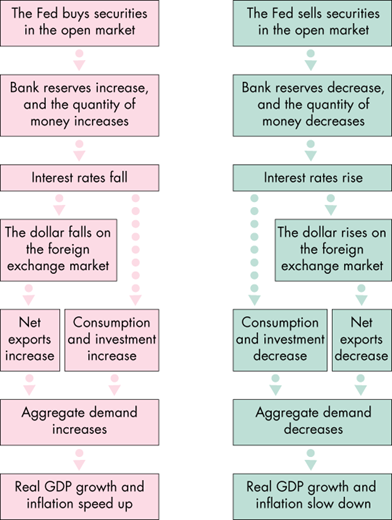 The Fed buys securities
in the open market
Bank reserves increase,
and the quantity of
money increases
Interest rates fall
The dollar falls on
the foreign
exchange market
Net
exports
increase
Consumption
and investment
increase
Aggregate demand
increases
Real GDP growth and
inflation speed up
The Fed sells securities
in the open market
Bank reserves decrease,
and the quantity of
money decreases
Interest rates rise
The dollar rises on
the foreign
exchange market
Consumption
and investment
decrease
Net
exports
decrease
Aggregate demand
decreases
Real GDP growth and
inflation slow down